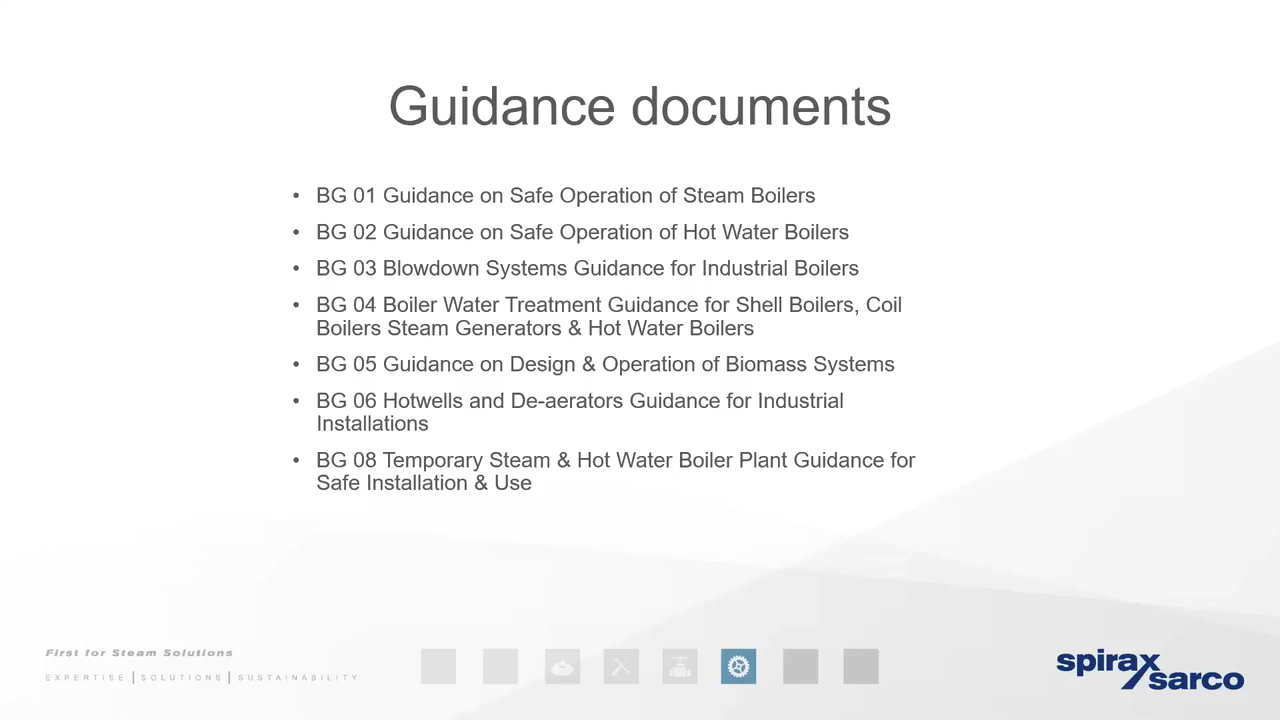 Guidance documents
• BG 01 Guidance on Safe Operation of Steam Boilers
• BG 02 Guidance on Safe Operation of Hot Water Boilers
• BG 03 Blowdown Systems Guidance for Industrial Boilers
• BG 04 Boiler Water Treatment Guidance for Shell Boilers, Coil
Boilers Steam Generators & Hot Water Boilers
• BG 05 Guidance on Design & Operation of Biomass Systems
• BG 06 Hotwells and De-aerators Guidance for Industrial
Installations
• BG 08 Temporary Steam & Hot Water Boiler Plant Guidance for
Safe Installation & Use
First for Steam Solutions
EXPERTISE | SOLUTIONS | SUSTAINABILITY
spirax
sarco